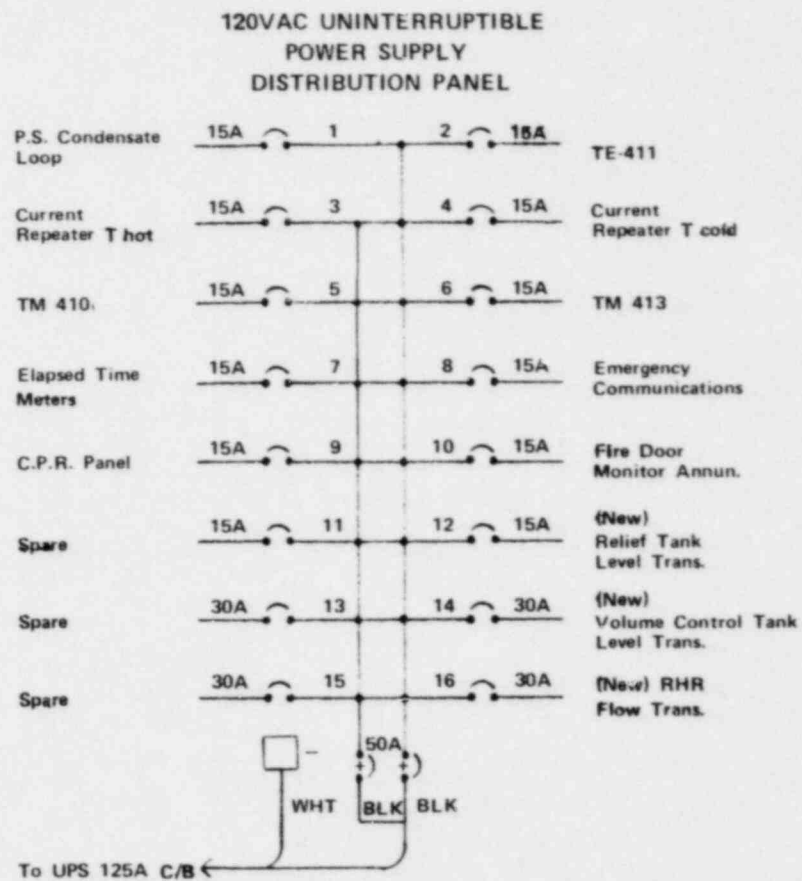 120VAC UNINTERRUPTIBLE
POWER SUPPLY
DISTRIBUTION PANEL
P.S. Condensate
Loop
15A 1 2 15A
TE-411
Current
Repeater T hot
15A 3 4 15A
Current
Repeater T cold
TM 410
15A 5 6 15A
TM 413
Elapsed Time
Meters
15A 7 8 15A
Emergency
Communications
C.P.R. Panel
15A 9 10 15A
Fire Door
Monitor Annun.
Spare
15A 11 12 15A
(New)
Relief Tank
Level Trans.
Spare
30A 13 14 30A
(New)
Volume Control Tank
Level Trans.
Spare
30A 15 16 30A
(New) RHR
Flow Trans.
50A
WHT BLK BLK
To UPS 125A C/B